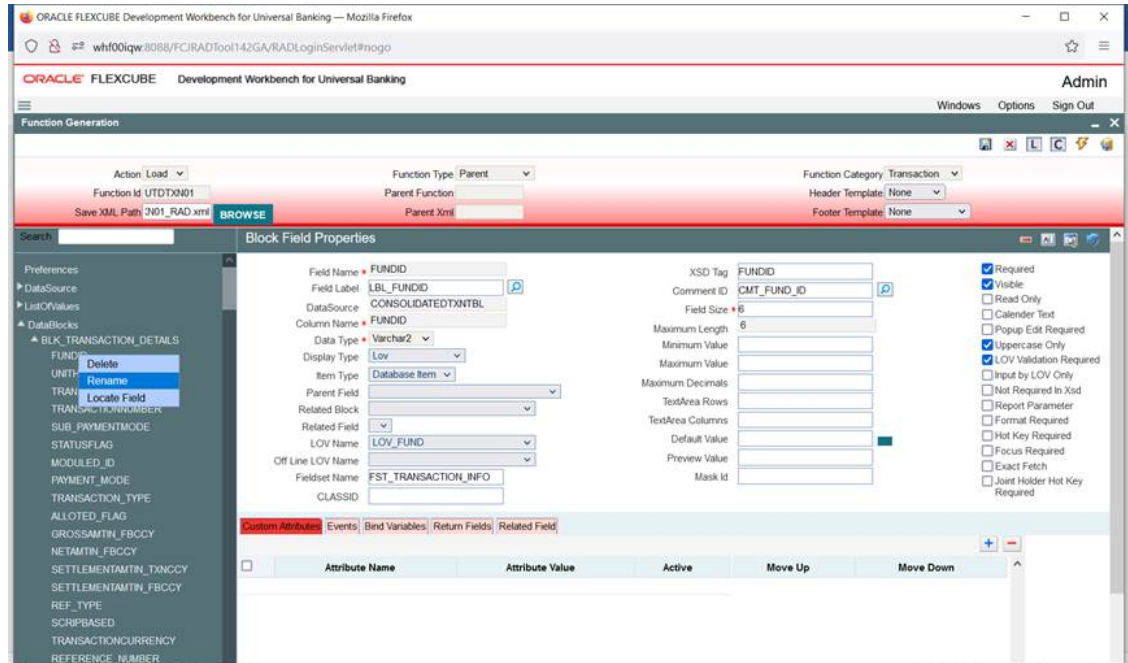 ORACLE FLEXCUBE Development Workbench for Universal Banking — Mozilla Firefox
whf00iqw:8088/FCJRADTool142GA/RADLoginServlet#nogo
ORACLE FLEXCUBE Development Workbench for Universal Banking Admin
Windows Options Sign Out
Function Generation
L C
Action Load Function Type Parent Function Category Transaction
Function Id UTDTXN01 Parent Function Header Template None
Save XML Path N01_RAD.xml BROWSE Parent Xml Footer Template None
Search Block Field Properties
Preferences
DataSource
ListOfValues
DataBlocks
BLK_TRANSACTION_DETAILS
FUNDID
Delete
Rename
Locate Field
TRANSACTIONNUMBER
SUB_PAYMENTMODE
STATUSFLAG
MODULED_ID
PAYMENT_MODE
TRANSACTION_TYPE
ALLOTED_FLAG
GROSSAMTIN_FBCCY
NETAMTIN_FBCCY
SETTLEMENTAMTIN_TXNCCY
SETTLEMENTAMTIN_FBCCY
REF_TYPE
SCRIPBASED
TRANSACTIONCURRENCY
REFERENCE_NUMBER
Field Name * FUNDID
Field Label LBL_FUNDID
DataSource CONSOLIDATEDTXNTBL
Column Name * FUNDID
Data Type * Varchar2
Display Type Lov
Item Type Database Item
Parent Field
Related Block
Related Field
LOV Name LOV_FUND
Off Line LOV Name
Fieldset Name FST_TRANSACTION_INFO
CLASSID
XSD Tag FUNDID
Comment ID CMT_FUND_ID
Field Size * 6
Maximum Length 6
Minimum Value
Maximum Value
Maximum Decimals
TextArea Rows
TextArea Columns
Default Value
Preview Value
Mask Id
Required
Visible
Read Only
Calender Text
Popup Edit Required
Uppercase Only
LOV Validation Required
Input by LOV Only
Not Required In Xsd
Report Parameter
Format Required
Hot Key Required
Focus Required
Exact Fetch
Joint Holder Hot Key
Required
Custom Attributes Events Bind Variables Return Fields Related Field
Attribute Name Attribute Value Active Move Up Move Down